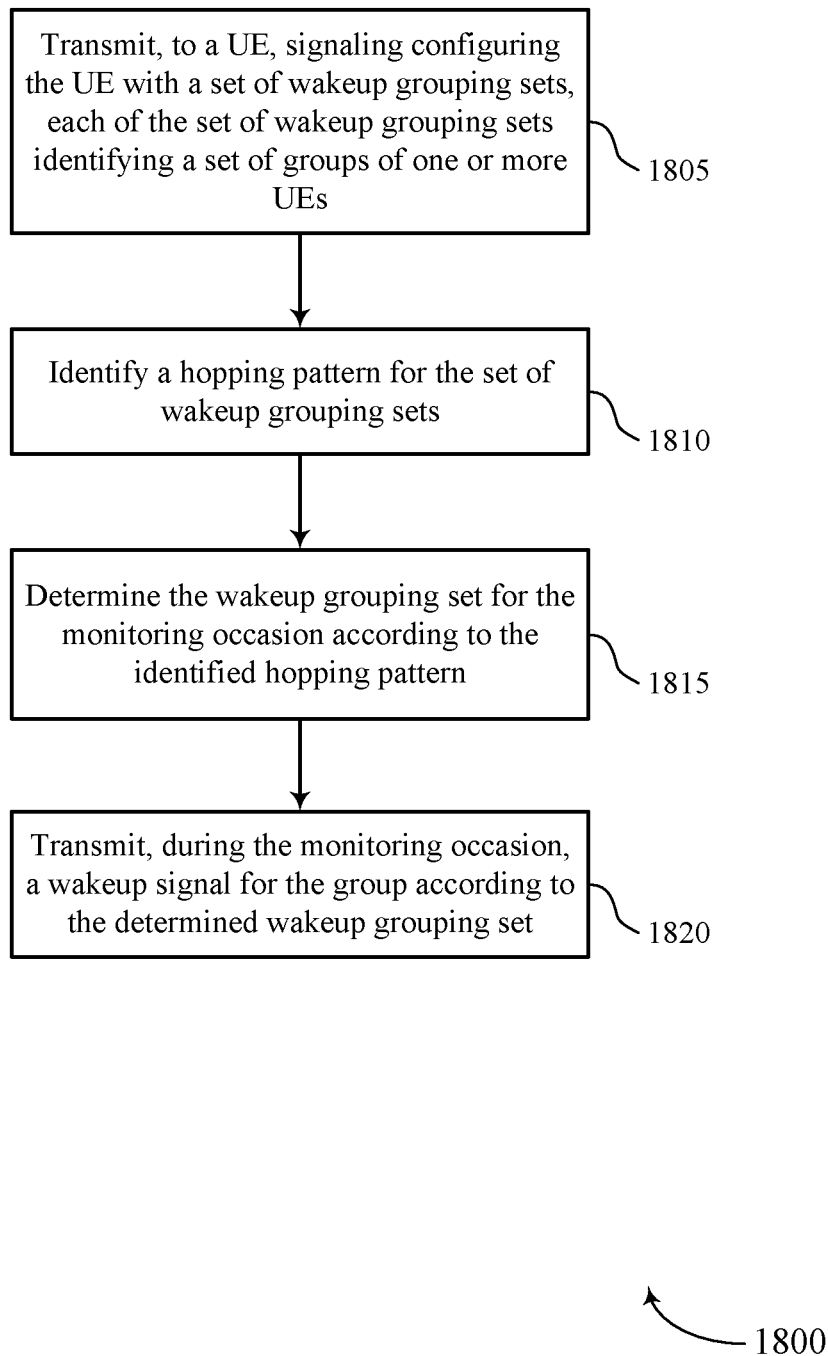 Transmit, to a UE, signaling configuring
the UE with a set of wakeup grouping sets,
each of the set of wakeup grouping sets
identifying a set of groups of one or more
UEs
1805
Identify a hopping pattern for the set of
wakeup grouping sets
1810
Determine the wakeup grouping set for the
monitoring occasion according to the
identified hopping pattern
1815
Transmit, during the monitoring occasion,
a wakeup signal for the group according to
the determined wakeup grouping set
1820
1800